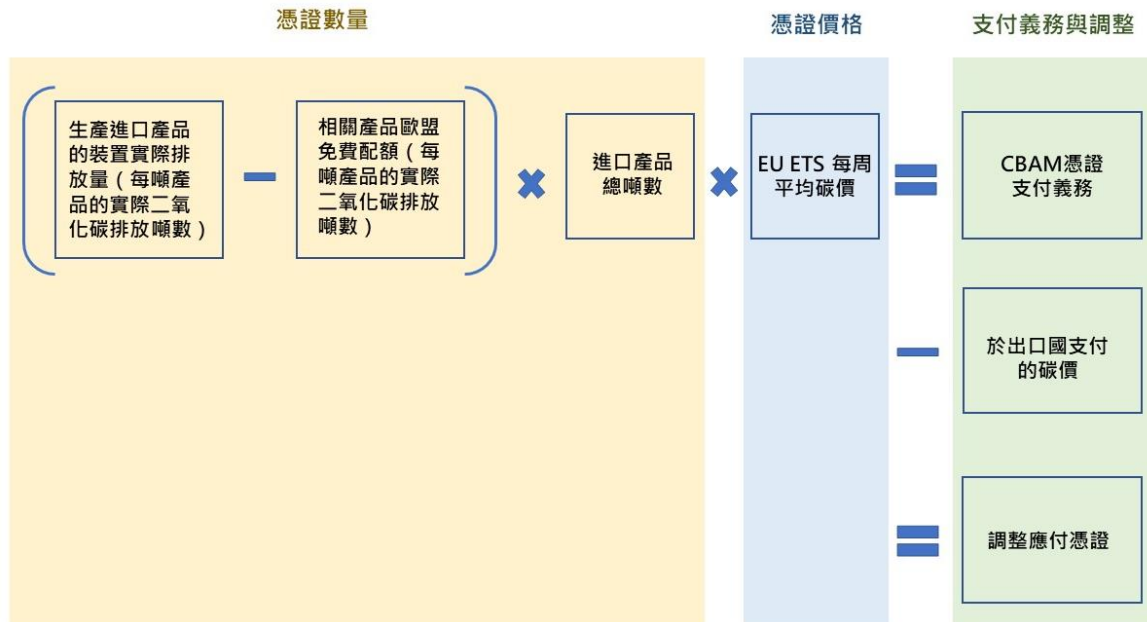 憑證數量
憑證價格
支付義務與調整
生產進口產品
的裝置實際排
放量（每噸產
品的實際二氧
化碳排放噸數）
相關產品歐盟
免費配額（每
噸產品的實際
二氧化碳排放
噸數）
進口產品
總噸數
EU ETS 每周
平均碳價
CBAM憑證
支付義務
於出口國支付
的碳價
調整應付憑證